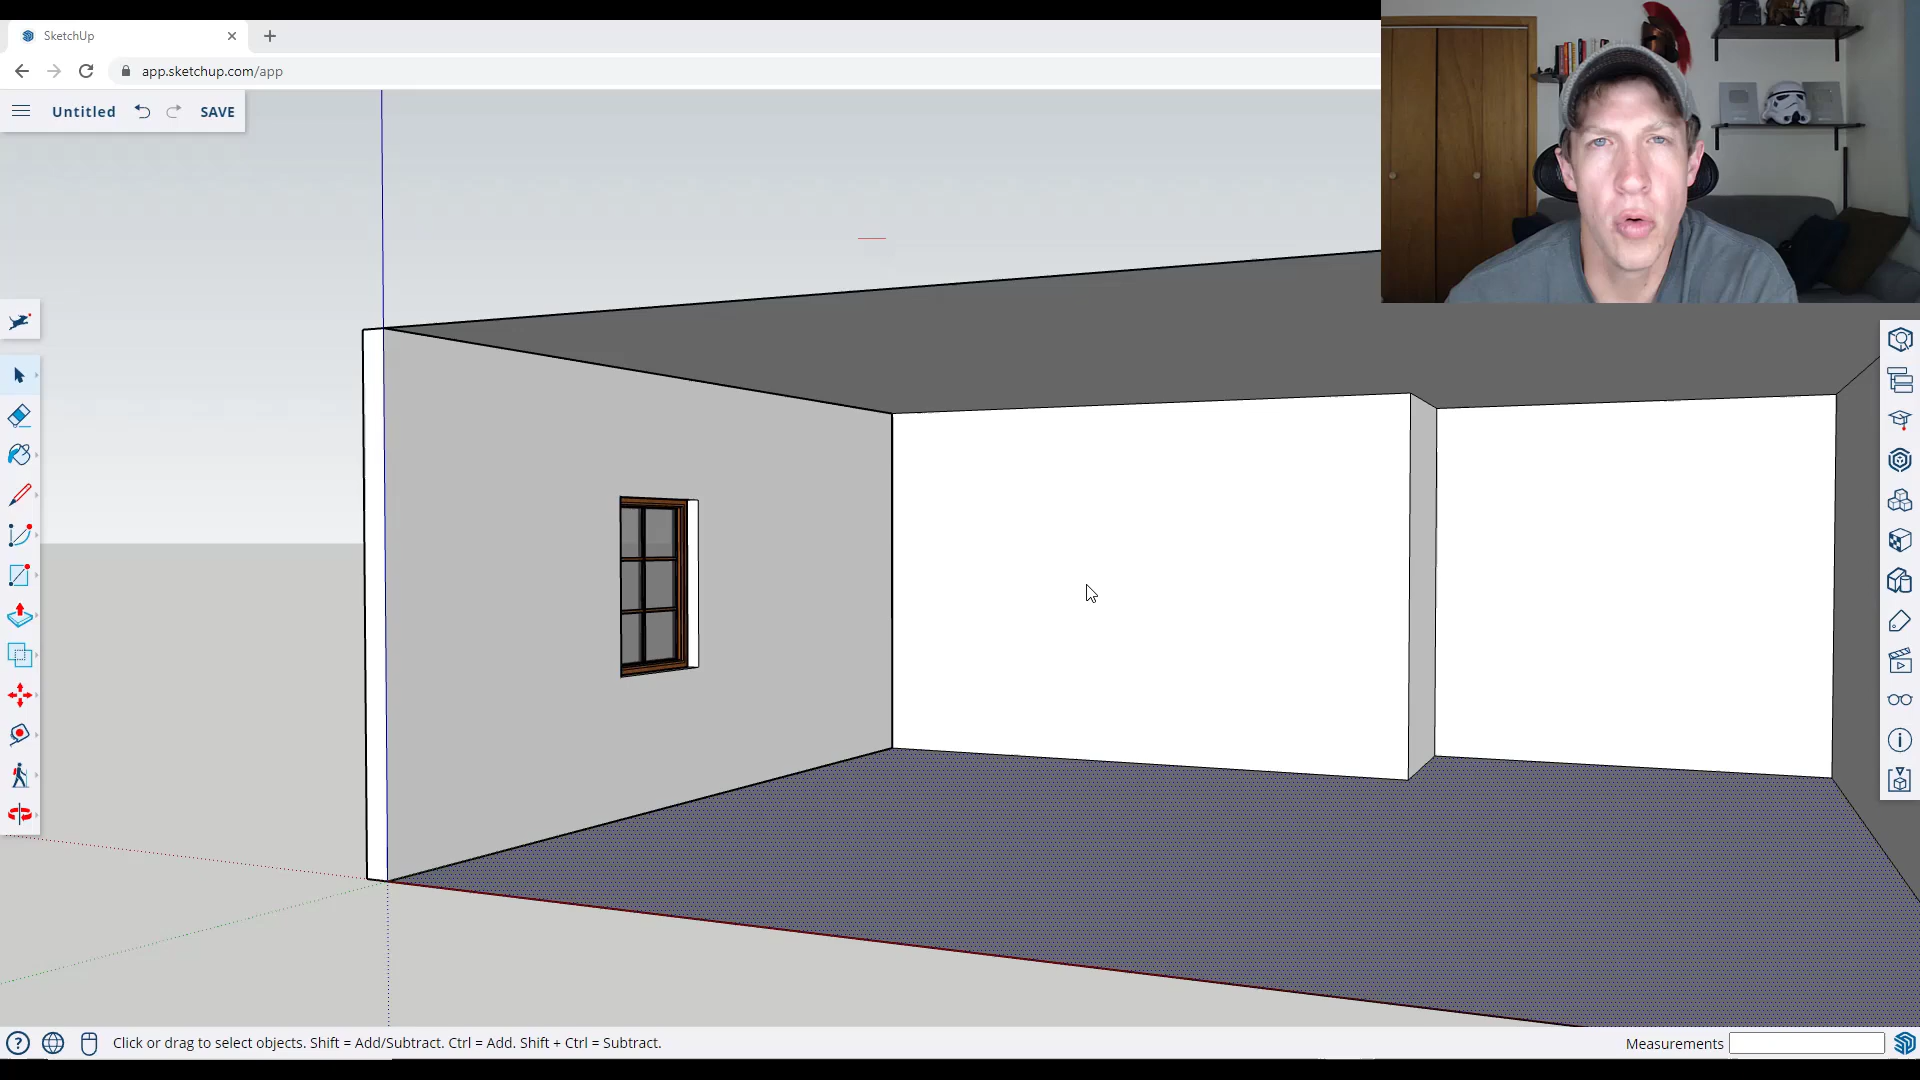 SketchUp
app.sketchup.com/app
Untitled
SAVE
Click or drag to select objects. Shift = Add/Subtract. Ctrl = Add. Shift + Ctrl = Subtract.
Measurements